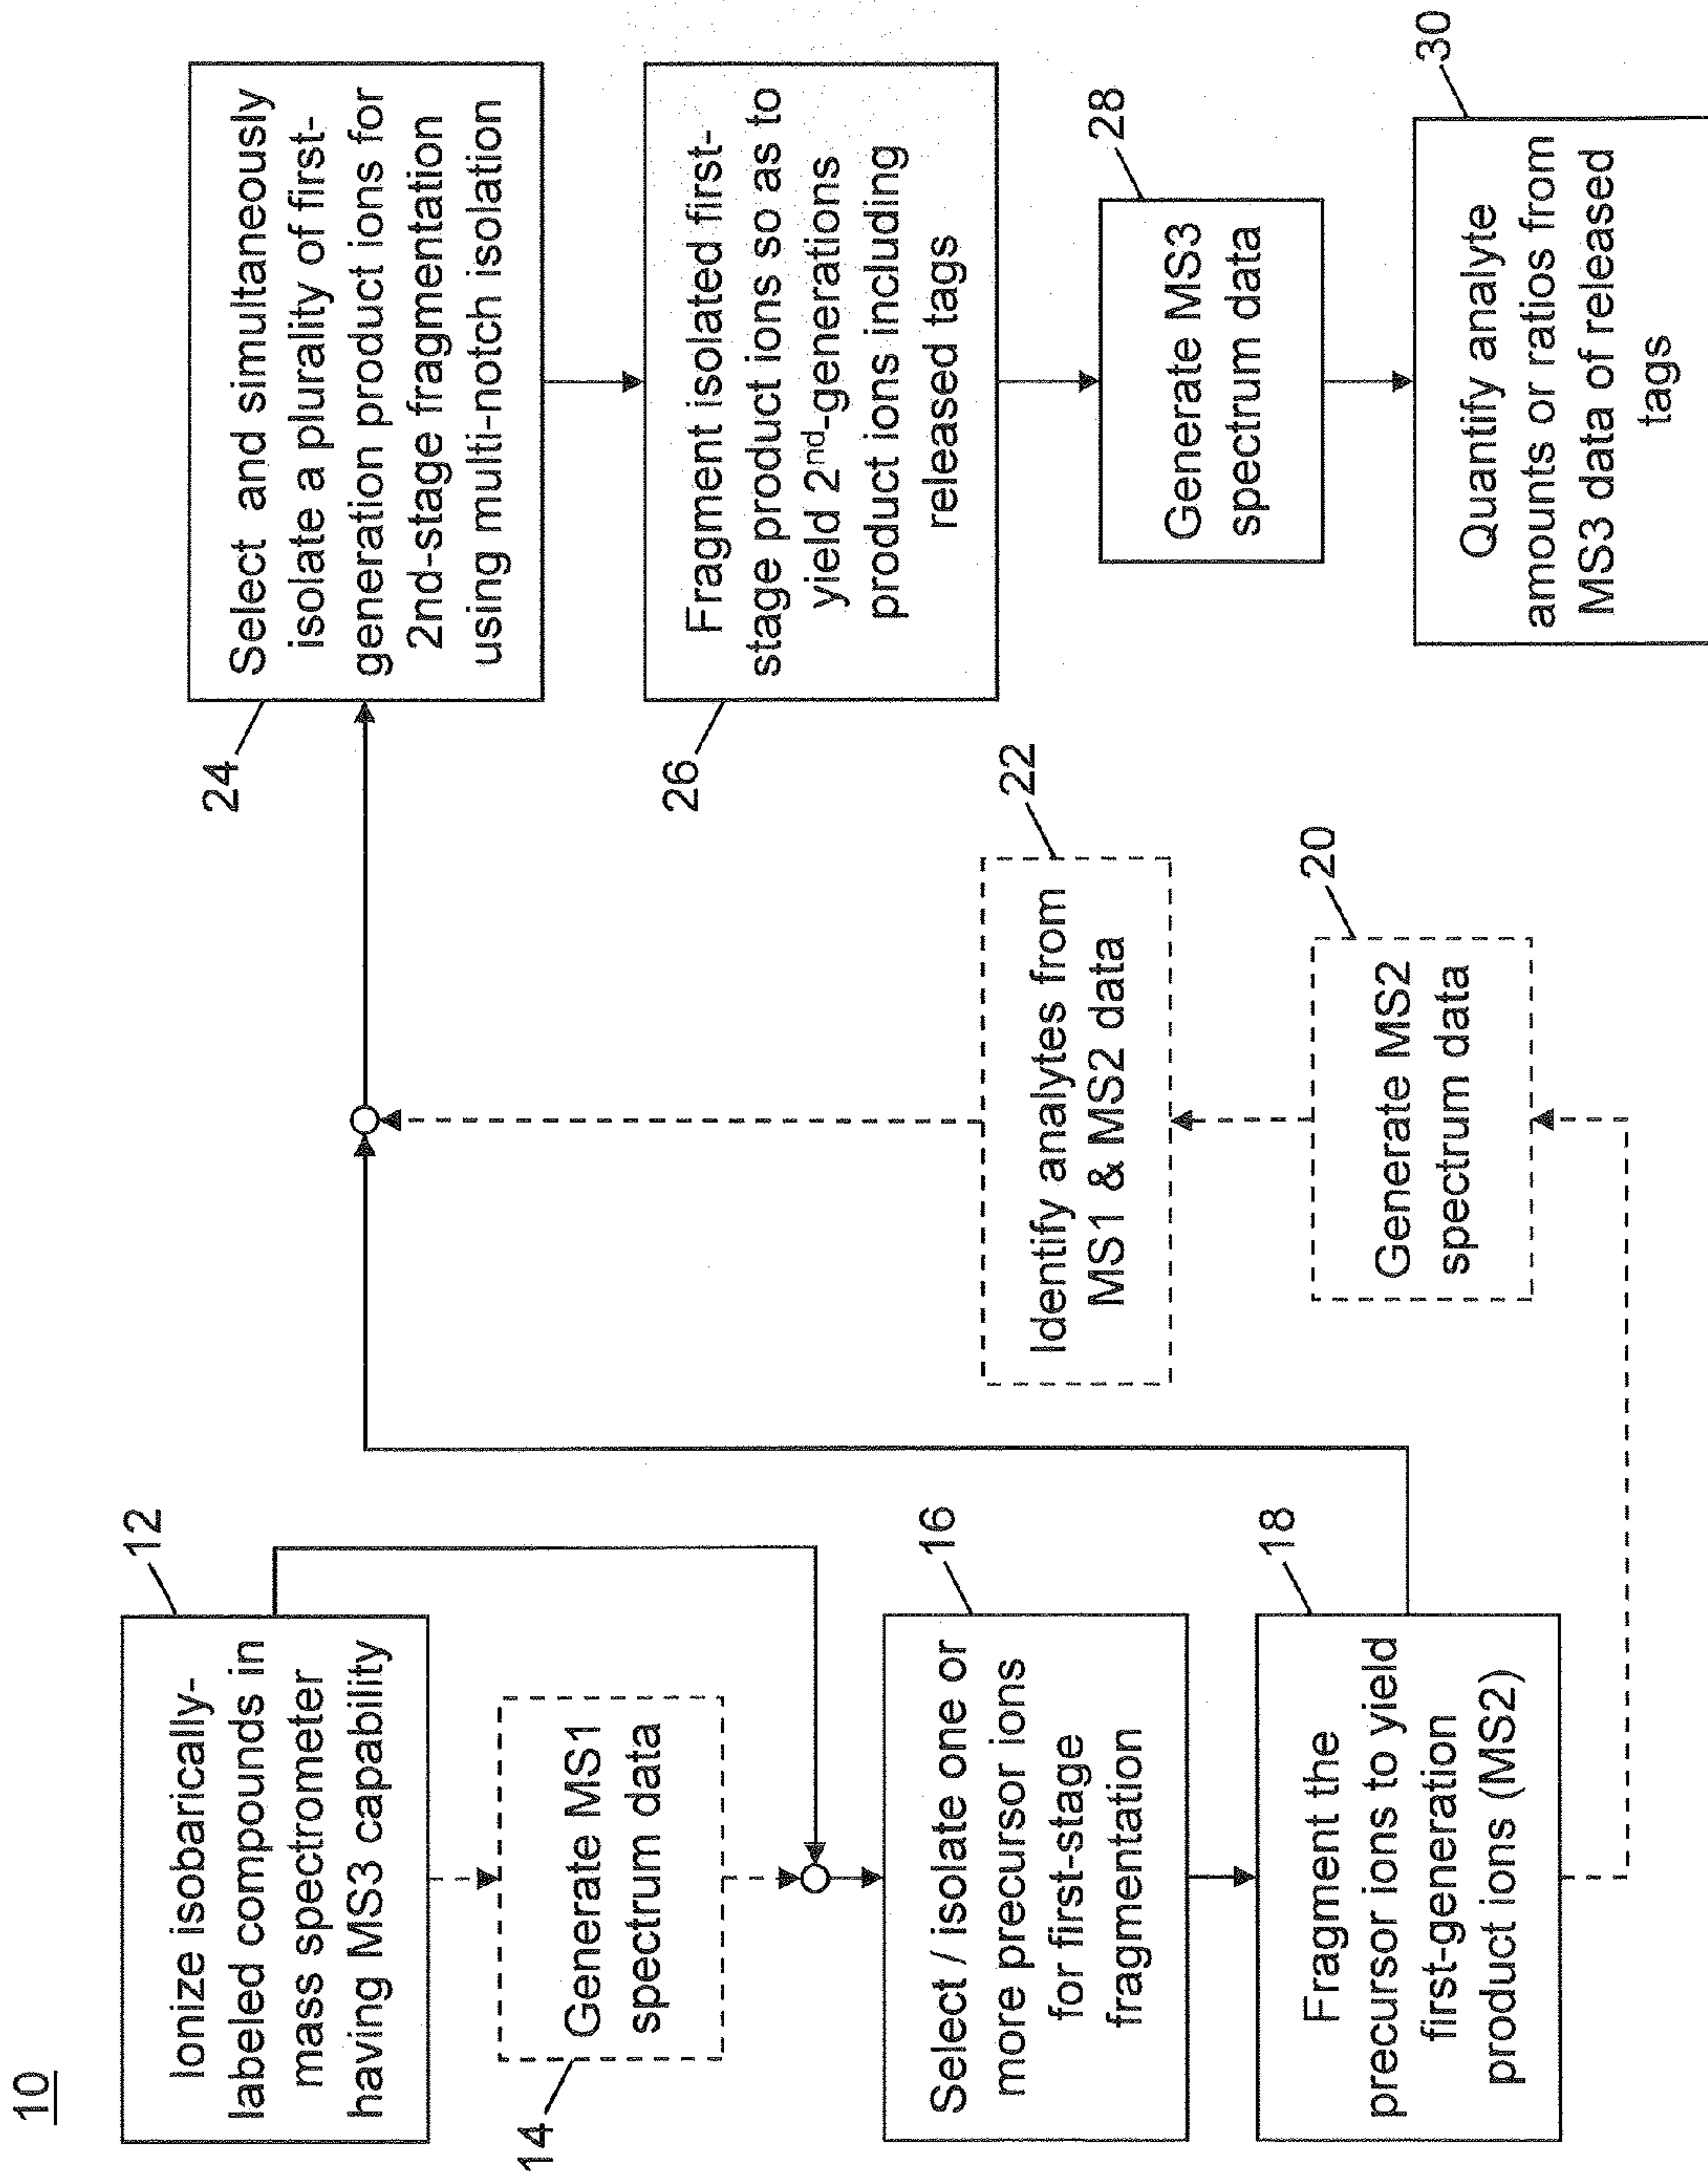 10
12
Ionize isobarically-
labeled compounds in
mass spectrometer
having MS3 capability
14
Generate MS1
spectrum data
16
Select / isolate one or
more precursor ions
for first-stage
fragmentation
18
Fragment the
precursor ions to yield
first-generation
product ions (MS2)
20
Generate MS2
spectrum data
22
Identify analytes from
MS1 & MS2 data
24
Select and simultaneously
isolate a plurality of first-
generation product ions for
2nd-stage fragmentation
using multi-notch isolation
26
Fragment isolated first-
stage product ions so as to
yield 2nd-generations
product ions including
released tags
28
Generate MS3
spectrum data
30
Quantify analyte
amounts or ratios from
MS3 data of released
tags